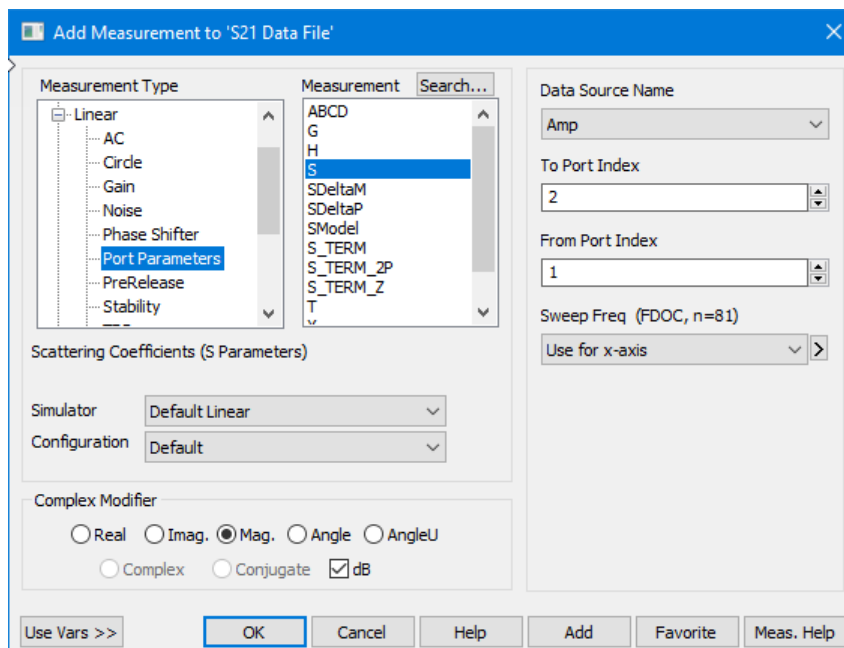 Add Measurement to 'S21 Data File'
Measurement Type
Linear
AC
Circle
Gain
Noise
Phase Shifter
Port Parameters
PreRelease
Stability
Measurement
Search...
ABCD
G
H
S
SDeltaM
SDeltaP
SModel
S_TERM
S_TERM_2P
S_TERM_Z
T
Scattering Coefficients (S Parameters)
Simulator
Default Linear
Configuration
Default
Complex Modifier
Real
Imag.
Mag.
Angle
AngleU
Complex
Conjugate
dB
Data Source Name
Amp
To Port Index
2
From Port Index
1
Sweep Freq (FDOC, n=81)
Use for x-axis
>
Use Vars >>
OK
Cancel
Help
Add
Favorite
Meas. Help